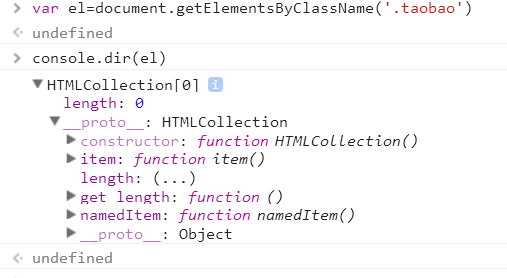 var el=document.getElementsByClassName('.taobao')
undefined
console.dir(el)
HTMLCollection[0] i
length: 0
__proto__: HTMLCollection
constructor: function HTMLCollection()
item: function item()
length: (...)
get length: function ()
namedItem: function namedItem()
__proto__: Object
undefined